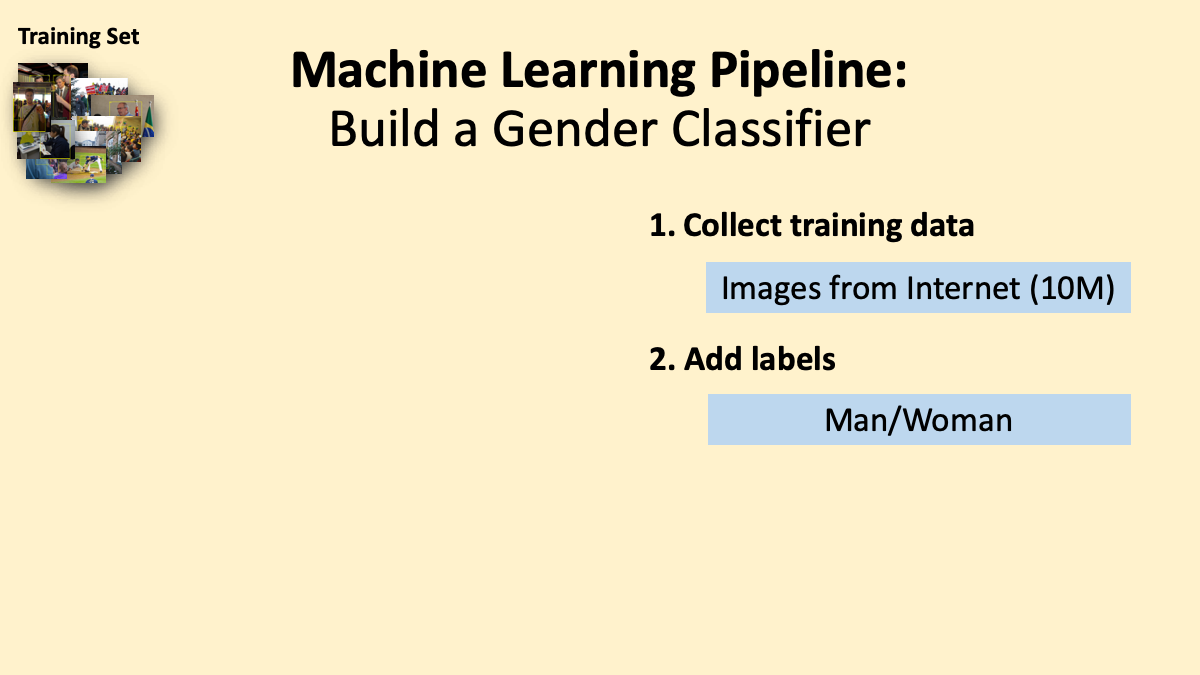 Training Set
Machine Learning Pipeline:
Build a Gender Classifier
1. Collect training data
Images from Internet (10M)
2. Add labels
Man/Woman